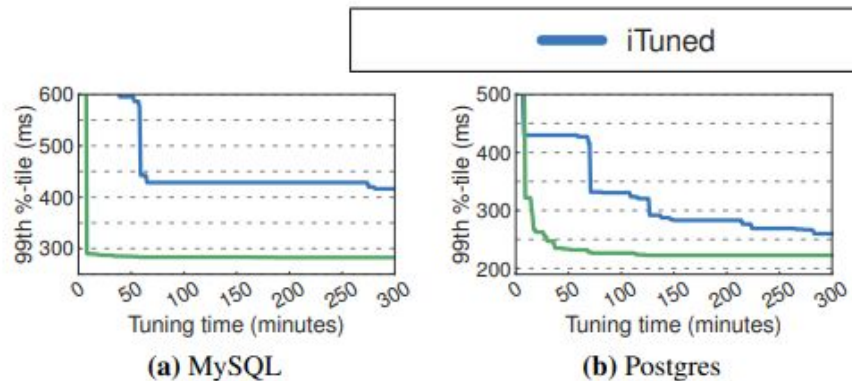 iTuned
600
500
400
300
99th %-tile (ms)
0 50 100 150 200 250 300
Tuning time (minutes)
(a) MySQL
500
400
300
200
99th %-tile (ms)
0 50 100 150 200 250 300
Tuning time (minutes)
(b) Postgres